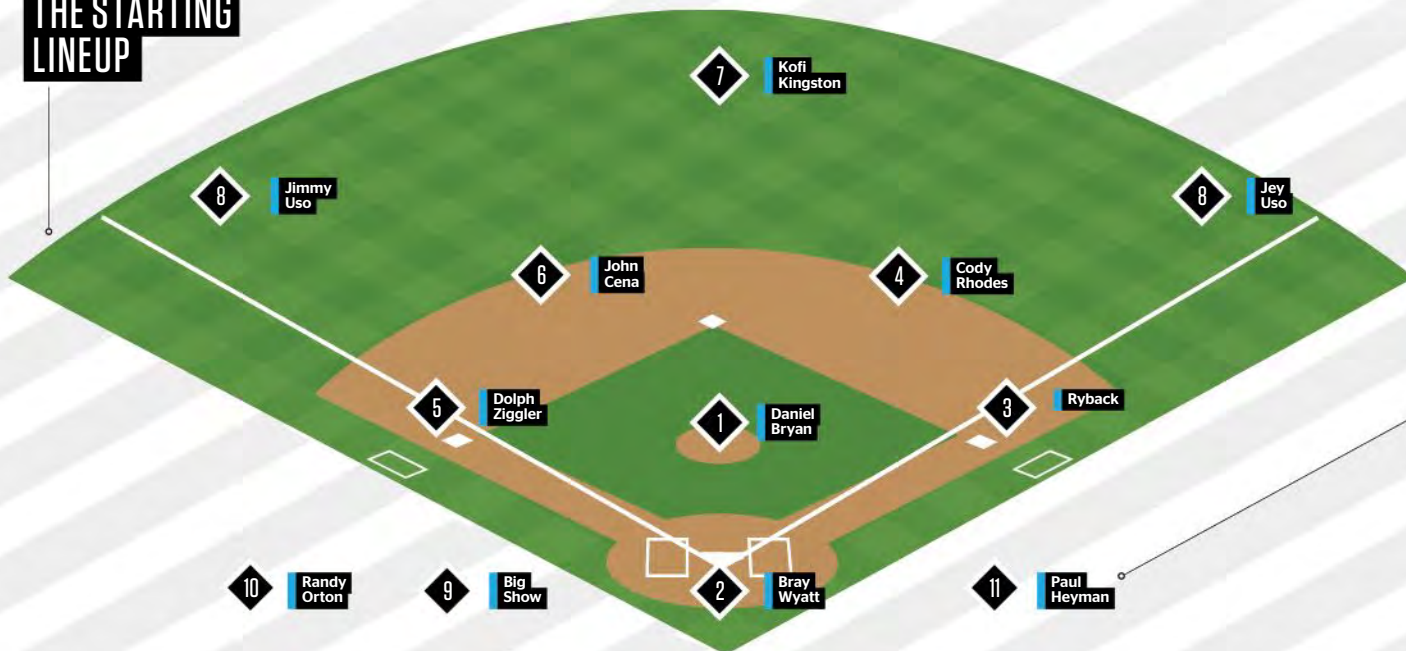 THE STARTING
LINEUP
7
Kofi
Kingston
8
Jimmy
Uso
8
Jey
Uso
6
John
Cena
4
Cody
Rhodes
5
Dolph
Ziggler
1
Daniel
Bryan
3
Ryback
10
Randy
Orton
9
Big
Show
2
Bray
Wyatt
11
Paul
Heyman